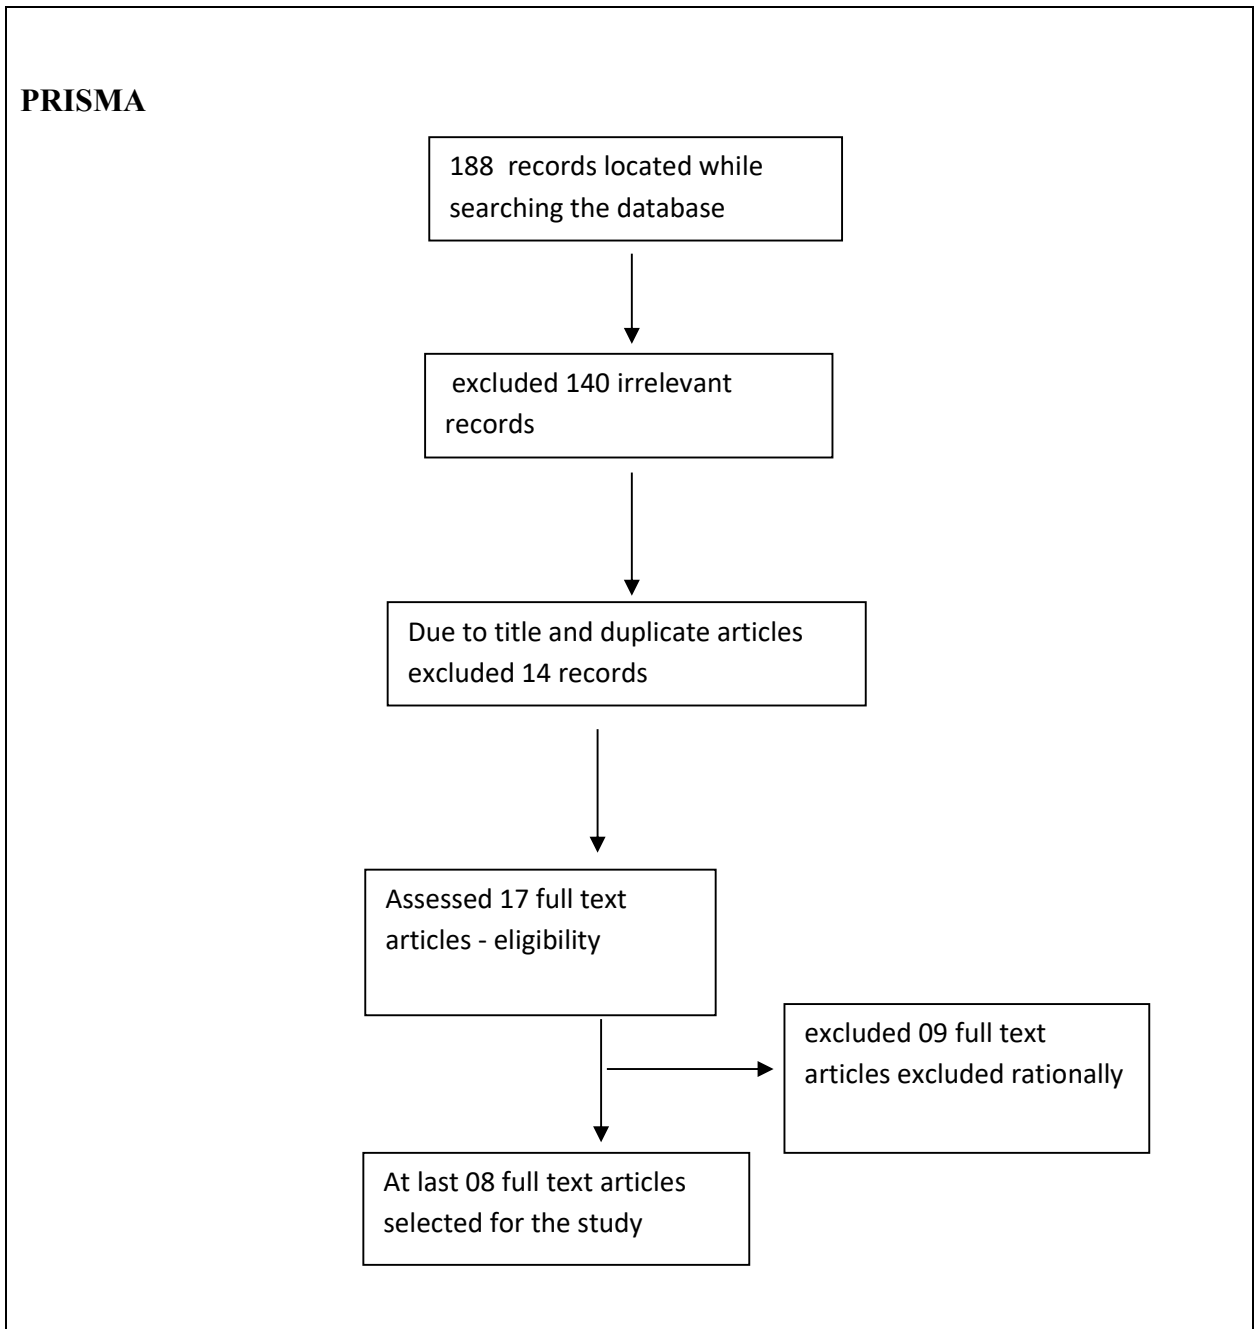 PRISMA
188 records located while
searching the database
excluded 140 irrelevant
records
Due to title and duplicate articles
excluded 14 records
Assessed 17 full text
articles - eligibility
excluded 09 full text
articles excluded rationally
At last 08 full text articles
selected for the study